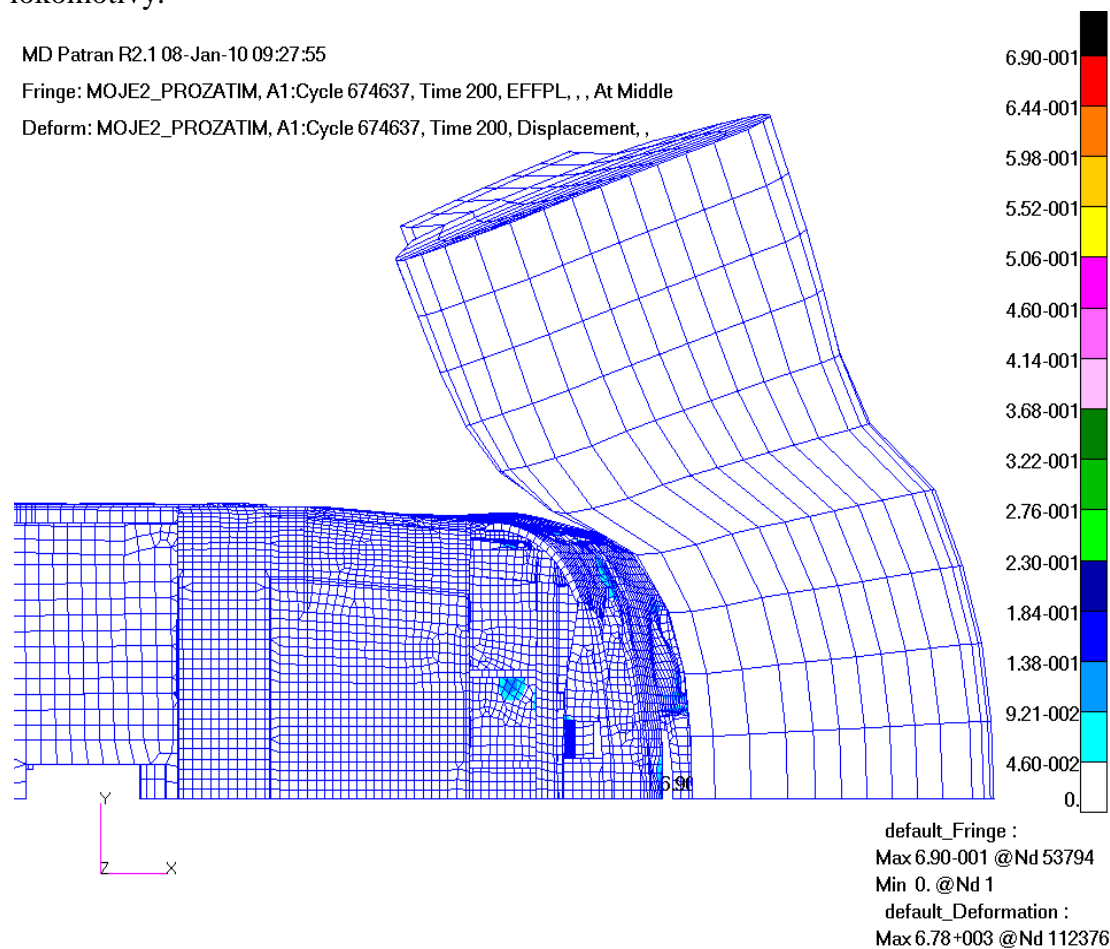 lokomotivy.
MD Patran R2.1 08-Jan-10 09:27:55
Fringe: MOJE2_PROZATIM, A1:Cycle 674637, Time 200, EFFPL, , , At Middle
Deform: MOJE2_PROZATIM, A1:Cycle 674637, Time 200, Displacement, ,
6.90-001
6.44-001
5.98-001
5.52-001
5.06-001
4.60-001
4.14-001
3.68-001
3.22-001
2.76-001
2.30-001
1.84-001
1.38-001
9.21-002
4.60-002
0.
6.90
Y
Z
X
default_Fringe :
Max 6.90-001 @Nd 53794
Min 0. @Nd 1
default_Deformation :
Max 6.78+003 @Nd 112376